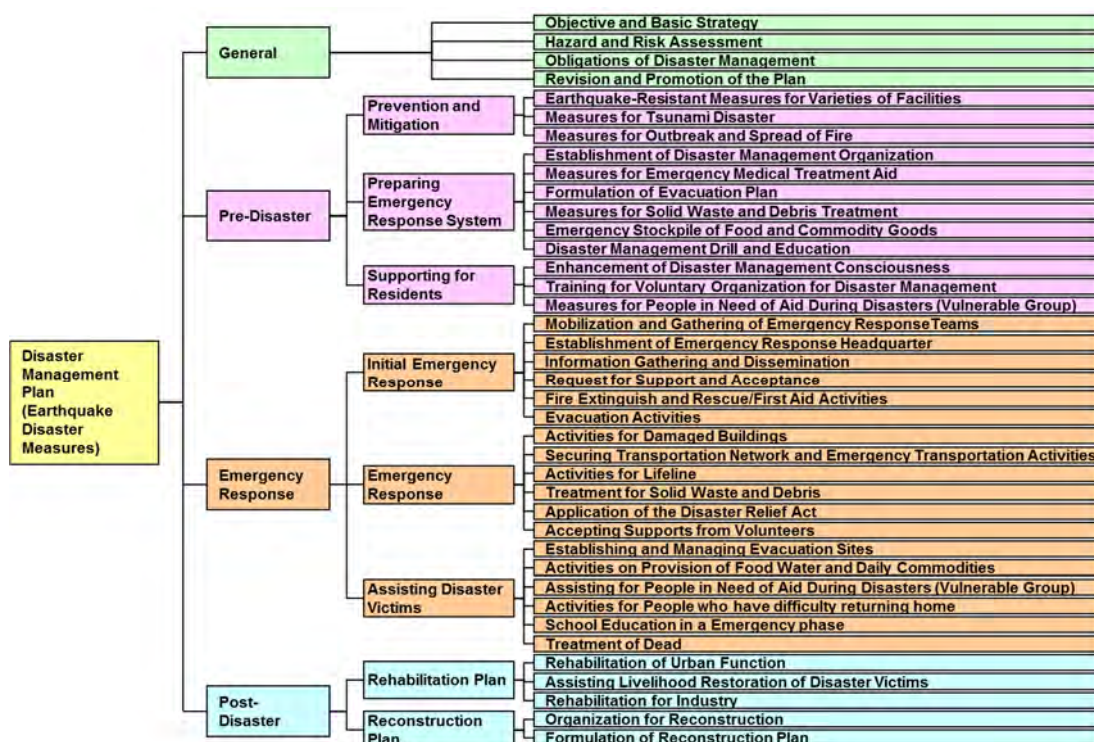 Objective and Basic Strategy
Hazard and Risk Assessment
General
Obligations of Disaster Management
Revision and Promotion of the Plan
Prevention and
Mitigation
Earthquake-Resistant Measures for Varieties of Facilities
Measures for Tsunami Disaster
Measures for Outbreak and Spread of Fire
Pre-Disaster
Preparing
Emergency
Response System
Establishment of Disaster Management Organization
Measures for Emergency Medical Treatment Aid
Formulation of Evacuation Plan
Measures for Solid Waste and Debris Treatment
Emergency Stockpile of Food and Commodity Goods
Disaster Management Drill and Education
Supporting for
Residents
Enhancement of Disaster Management Consciousness
Training for Voluntary Organization for Disaster Management
Measures for People in Need of Aid During Disasters (Vulnerable Group)
Disaster
Management
Plan
(Earthquake
Disaster
Measures)
Emergency
Response
Initial Emergency
Response
Mobilization and Gathering of Emergency Response Teams
Establishment of Emergency Response Headquarter
Information Gathering and Dissemination
Request for Support and Acceptance
Fire Extinguish and Rescue/First Aid Activities
Evacuation Activities
Emergency
Response
Activities for Damaged Buildings
Securing Transportation Network and Emergency Transportation Activities
Activities for Lifeline
Treatment for Solid Waste and Debris
Application of the Disaster Relief Act
Accepting Supports from Volunteers
Assisting Disaster
Victims
Establishing and Managing Evacuation Sites
Activities on Provision of Food Water and Daily Commodities
Assisting for People in Need of Aid During Disasters (Vulnerable Group)
Activities for People who have difficulty returning home
School Education in a Emergency phase
Treatment of Dead
Post-
Disaster
Rehabilitation Plan
Rehabilitation of Urban Function
Assisting Livelihood Restoration of Disaster Victims
Rehabilitation for Industry
Reconstruction
Plan
Organization for Reconstruction
Formulation of Reconstruction Plan